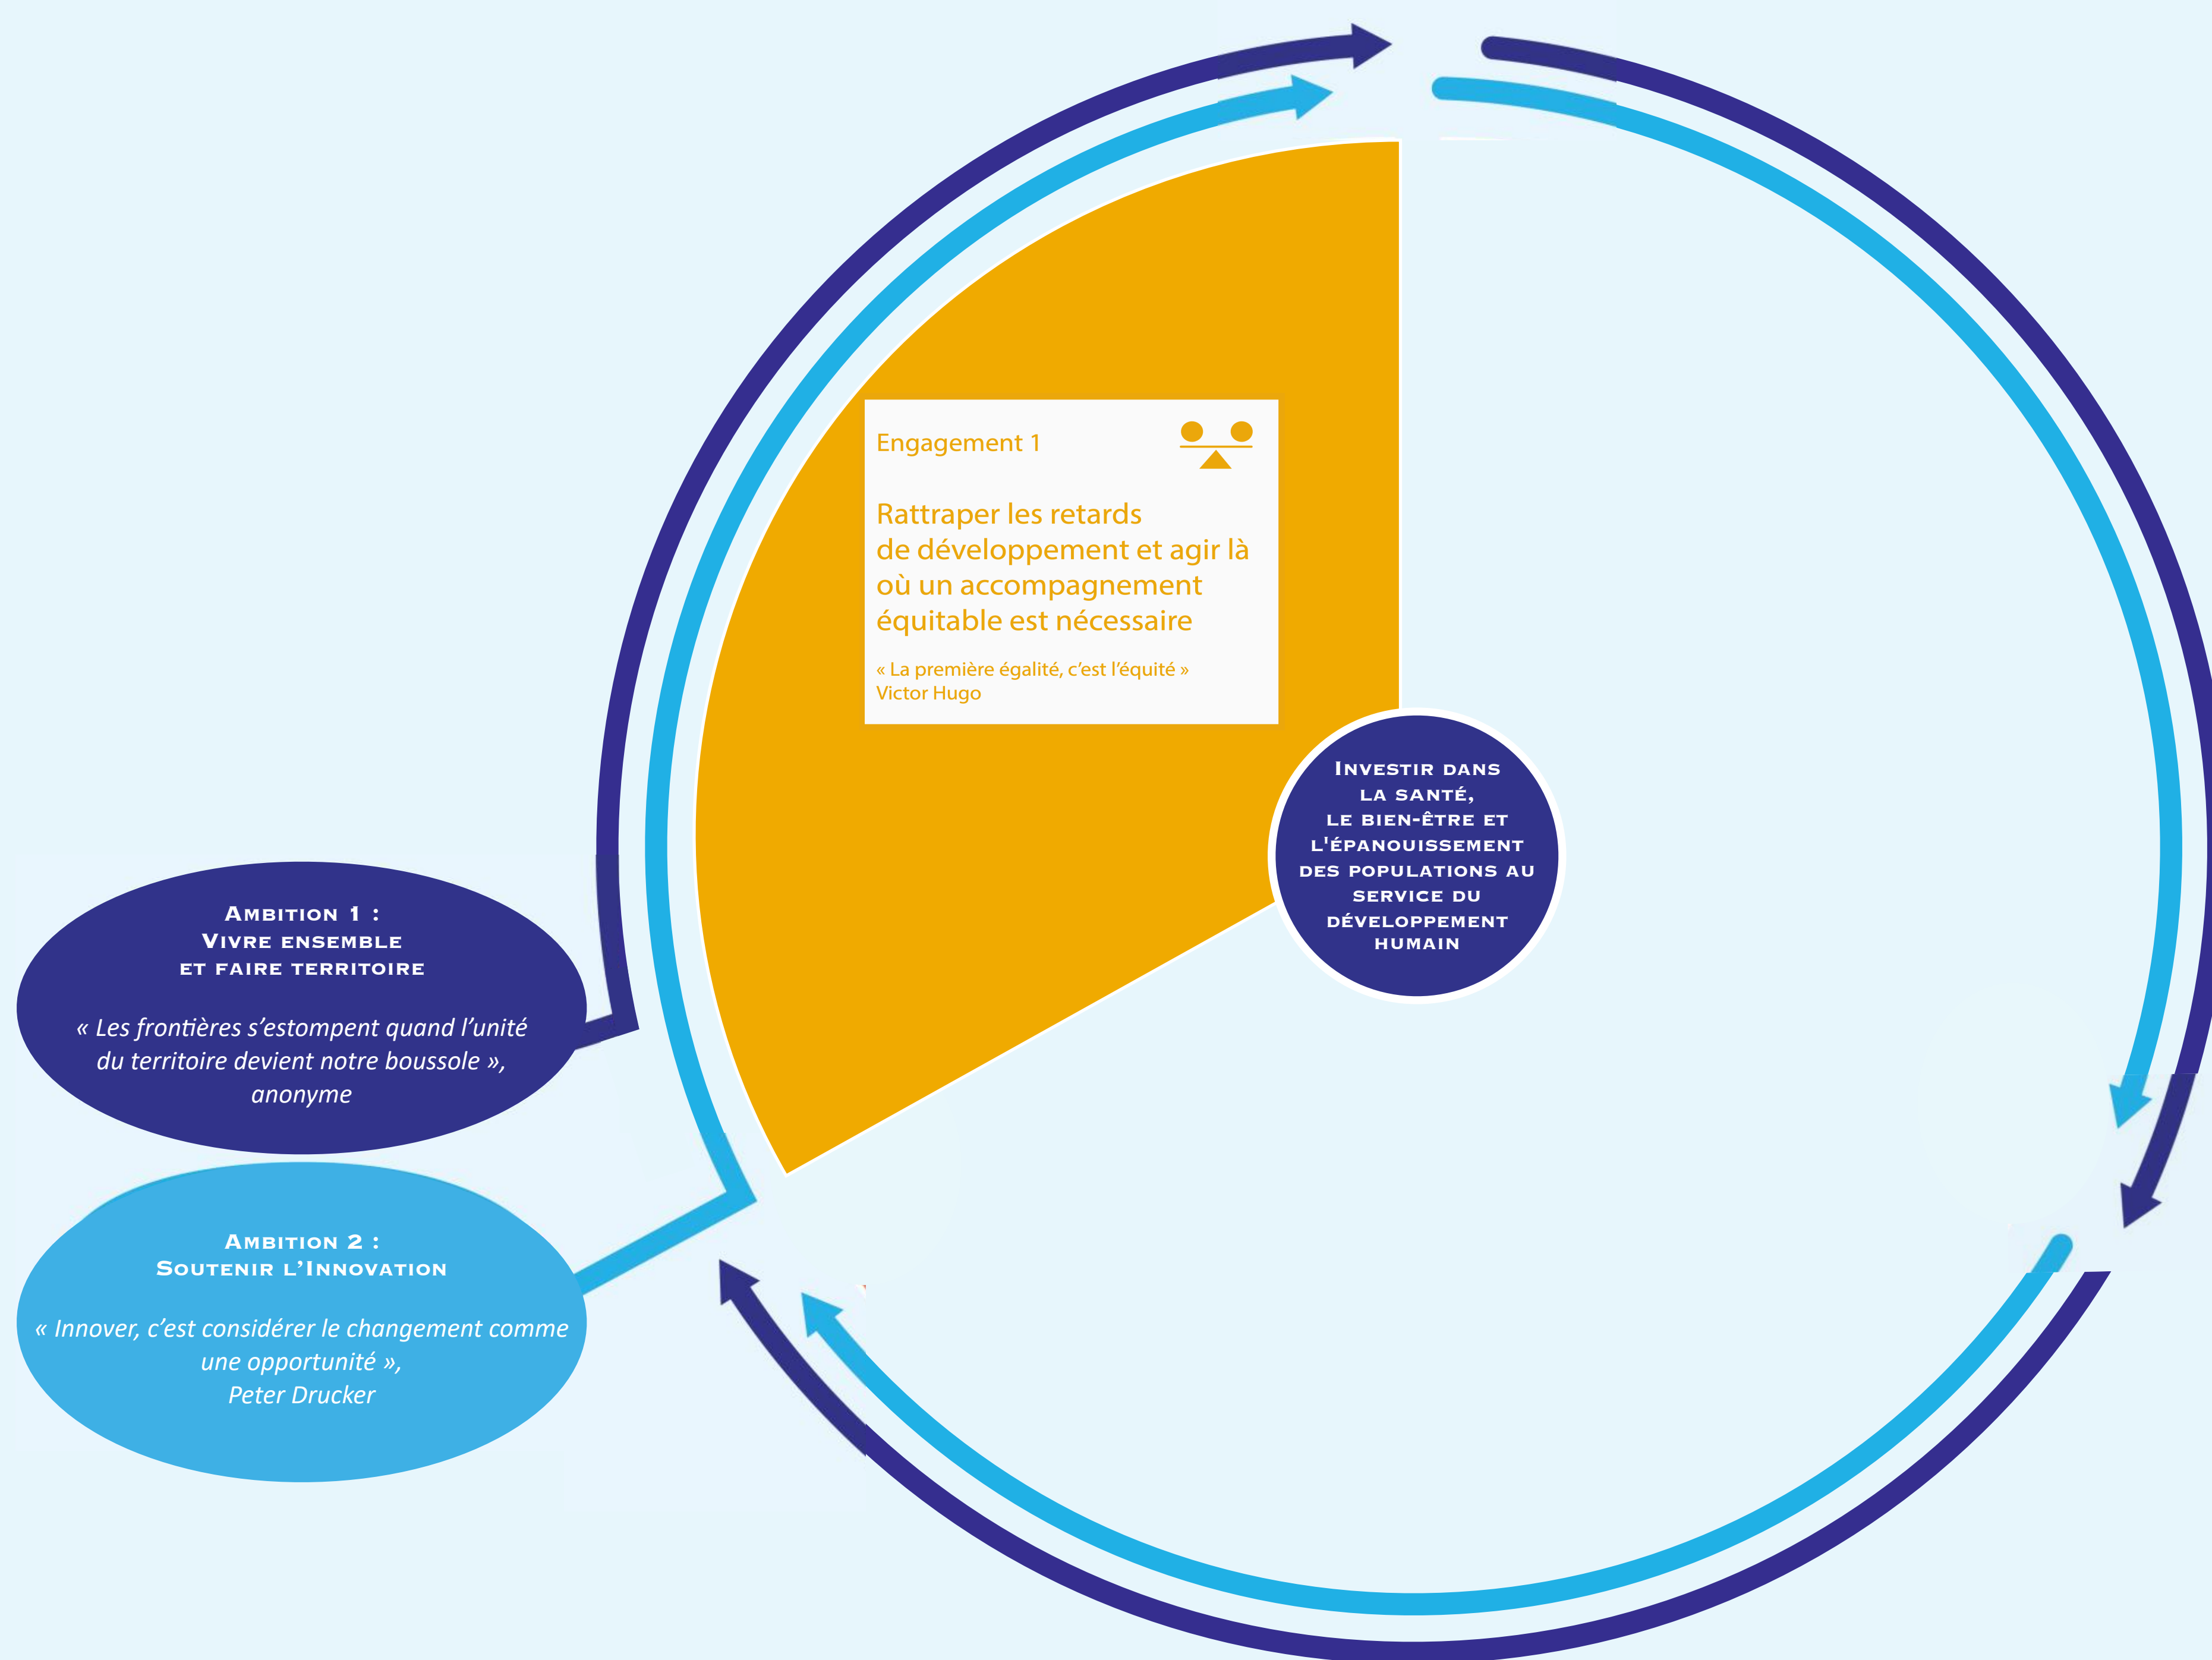 Engagement 1
Rattraper les retards
de développement et agir là
où un accompagnement
équitable est nécessaire
« La première égalité, c’est l’équité »
Victor Hugo
Investir dans
la santé,
le bien-être et
l'épanouissement
des populations au
service du
développement
humain
Ambition 1 :
Vivre ensemble
et faire territoire
« Les frontières s’estompent quand l’unité
du territoire devient notre boussole »,
anonyme
Ambition 2 :
Soutenir l’Innovation
« Innover, c’est considérer le changement comme
une opportunité »,
Peter Drucker